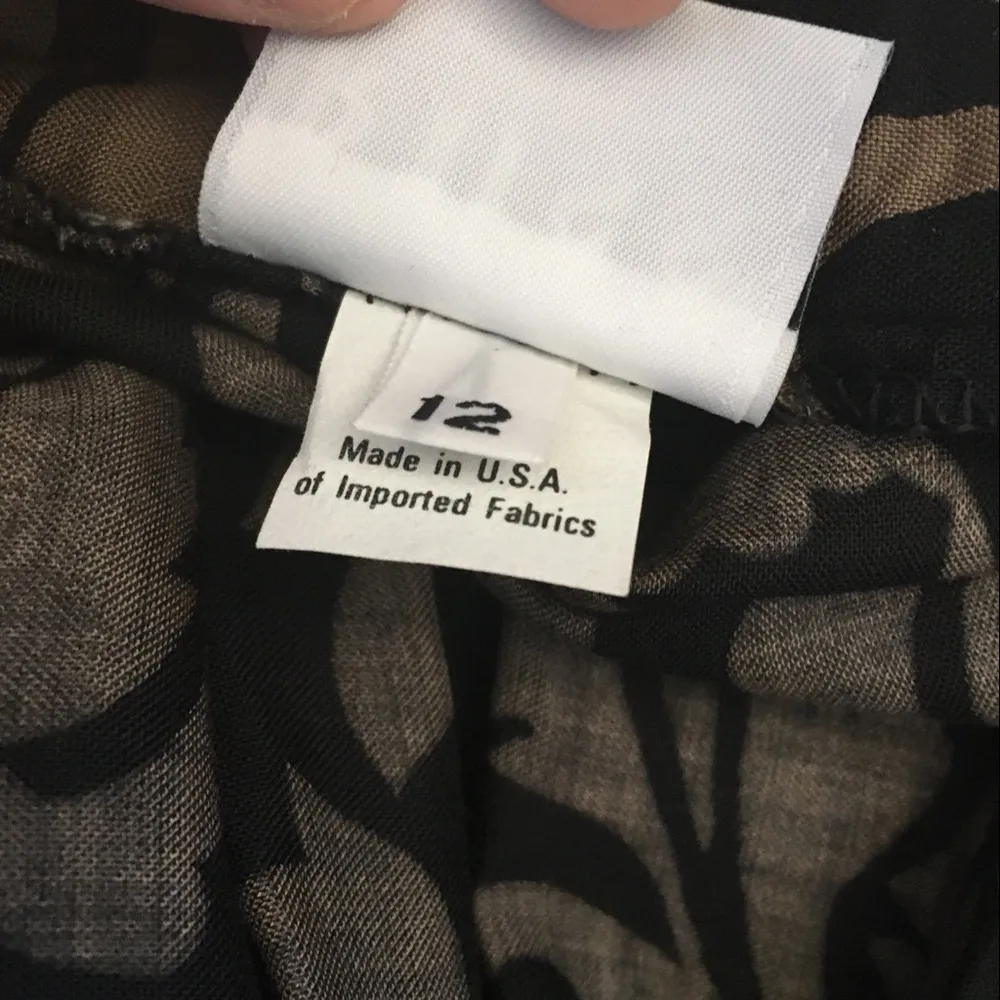 12
Made in U.S.A.
of Imported Fabrics